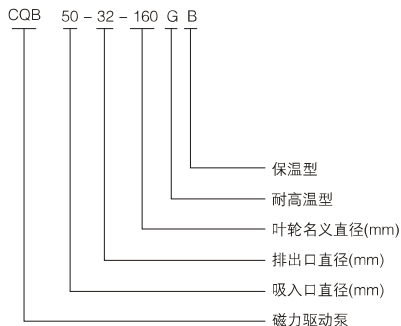 CQB 50 - 32 - 160 G B
保温型
耐高温型
叶轮名义直径(mm)
排出口直径(mm)
吸入口直径(mm)
磁力驱动泵